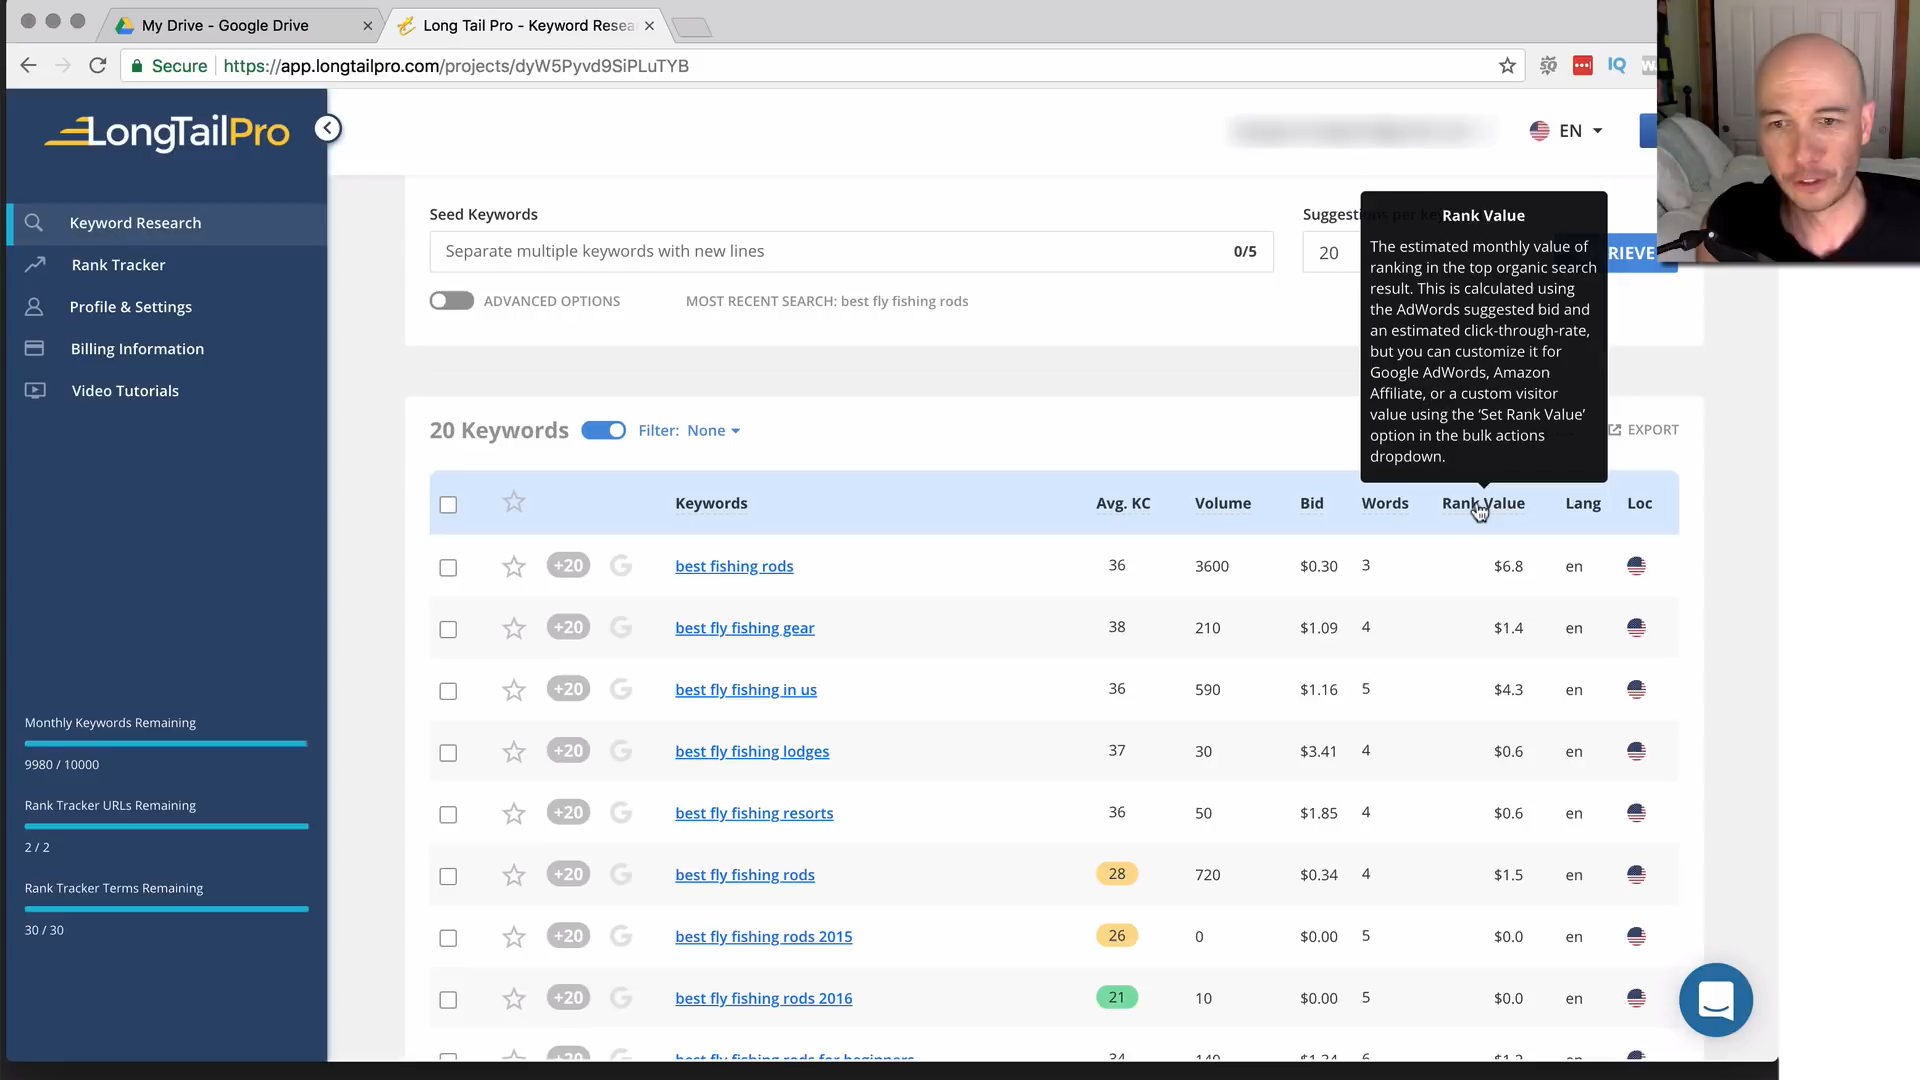 My Drive - Google Drive
Long Tail Pro - Keyword Resea
Secure https://app.longtailpro.com/projects/dyW5Pyvd9SiPLuTYB
IQ
LongTailPro
EN
Keyword Research
Rank Tracker
Profile & Settings
Billing Information
Video Tutorials
Monthly Keywords Remaining
9980 / 10000
Rank Tracker URLs Remaining
2 / 2
Rank Tracker Terms Remaining
30 / 30
Seed Keywords
Separate multiple keywords with new lines 0/5
20
RIEVE
ADVANCED OPTIONS MOST RECENT SEARCH: best fly fishing rods
Rank Value
The estimated monthly value of
ranking in the top organic search
result. This is calculated using
the AdWords suggested bid and
an estimated click-through-rate,
but you can customize it for
Google AdWords, Amazon
Affiliate, or a custom visitor
value using the ‘Set Rank Value’
option in the bulk actions
dropdown.
20 Keywords Filter: None EXPORT
Keywords Avg. KC Volume Bid Words Rank Value Lang Loc
+20 best fishing rods 36 3600 $0.30 3 $6.8 en
+20 best fly fishing gear 38 210 $1.09 4 $1.4 en
+20 best fly fishing in us 36 590 $1.16 5 $4.3 en
+20 best fly fishing lodges 37 30 $3.41 4 $0.6 en
+20 best fly fishing resorts 36 50 $1.85 4 $0.6 en
+20 best fly fishing rods 28 720 $0.34 4 $1.5 en
+20 best fly fishing rods 2015 26 0 $0.00 5 $0.0 en
+20 best fly fishing rods 2016 21 10 $0.00 5 $0.0 en
+20 best fly fishing rods for beginners